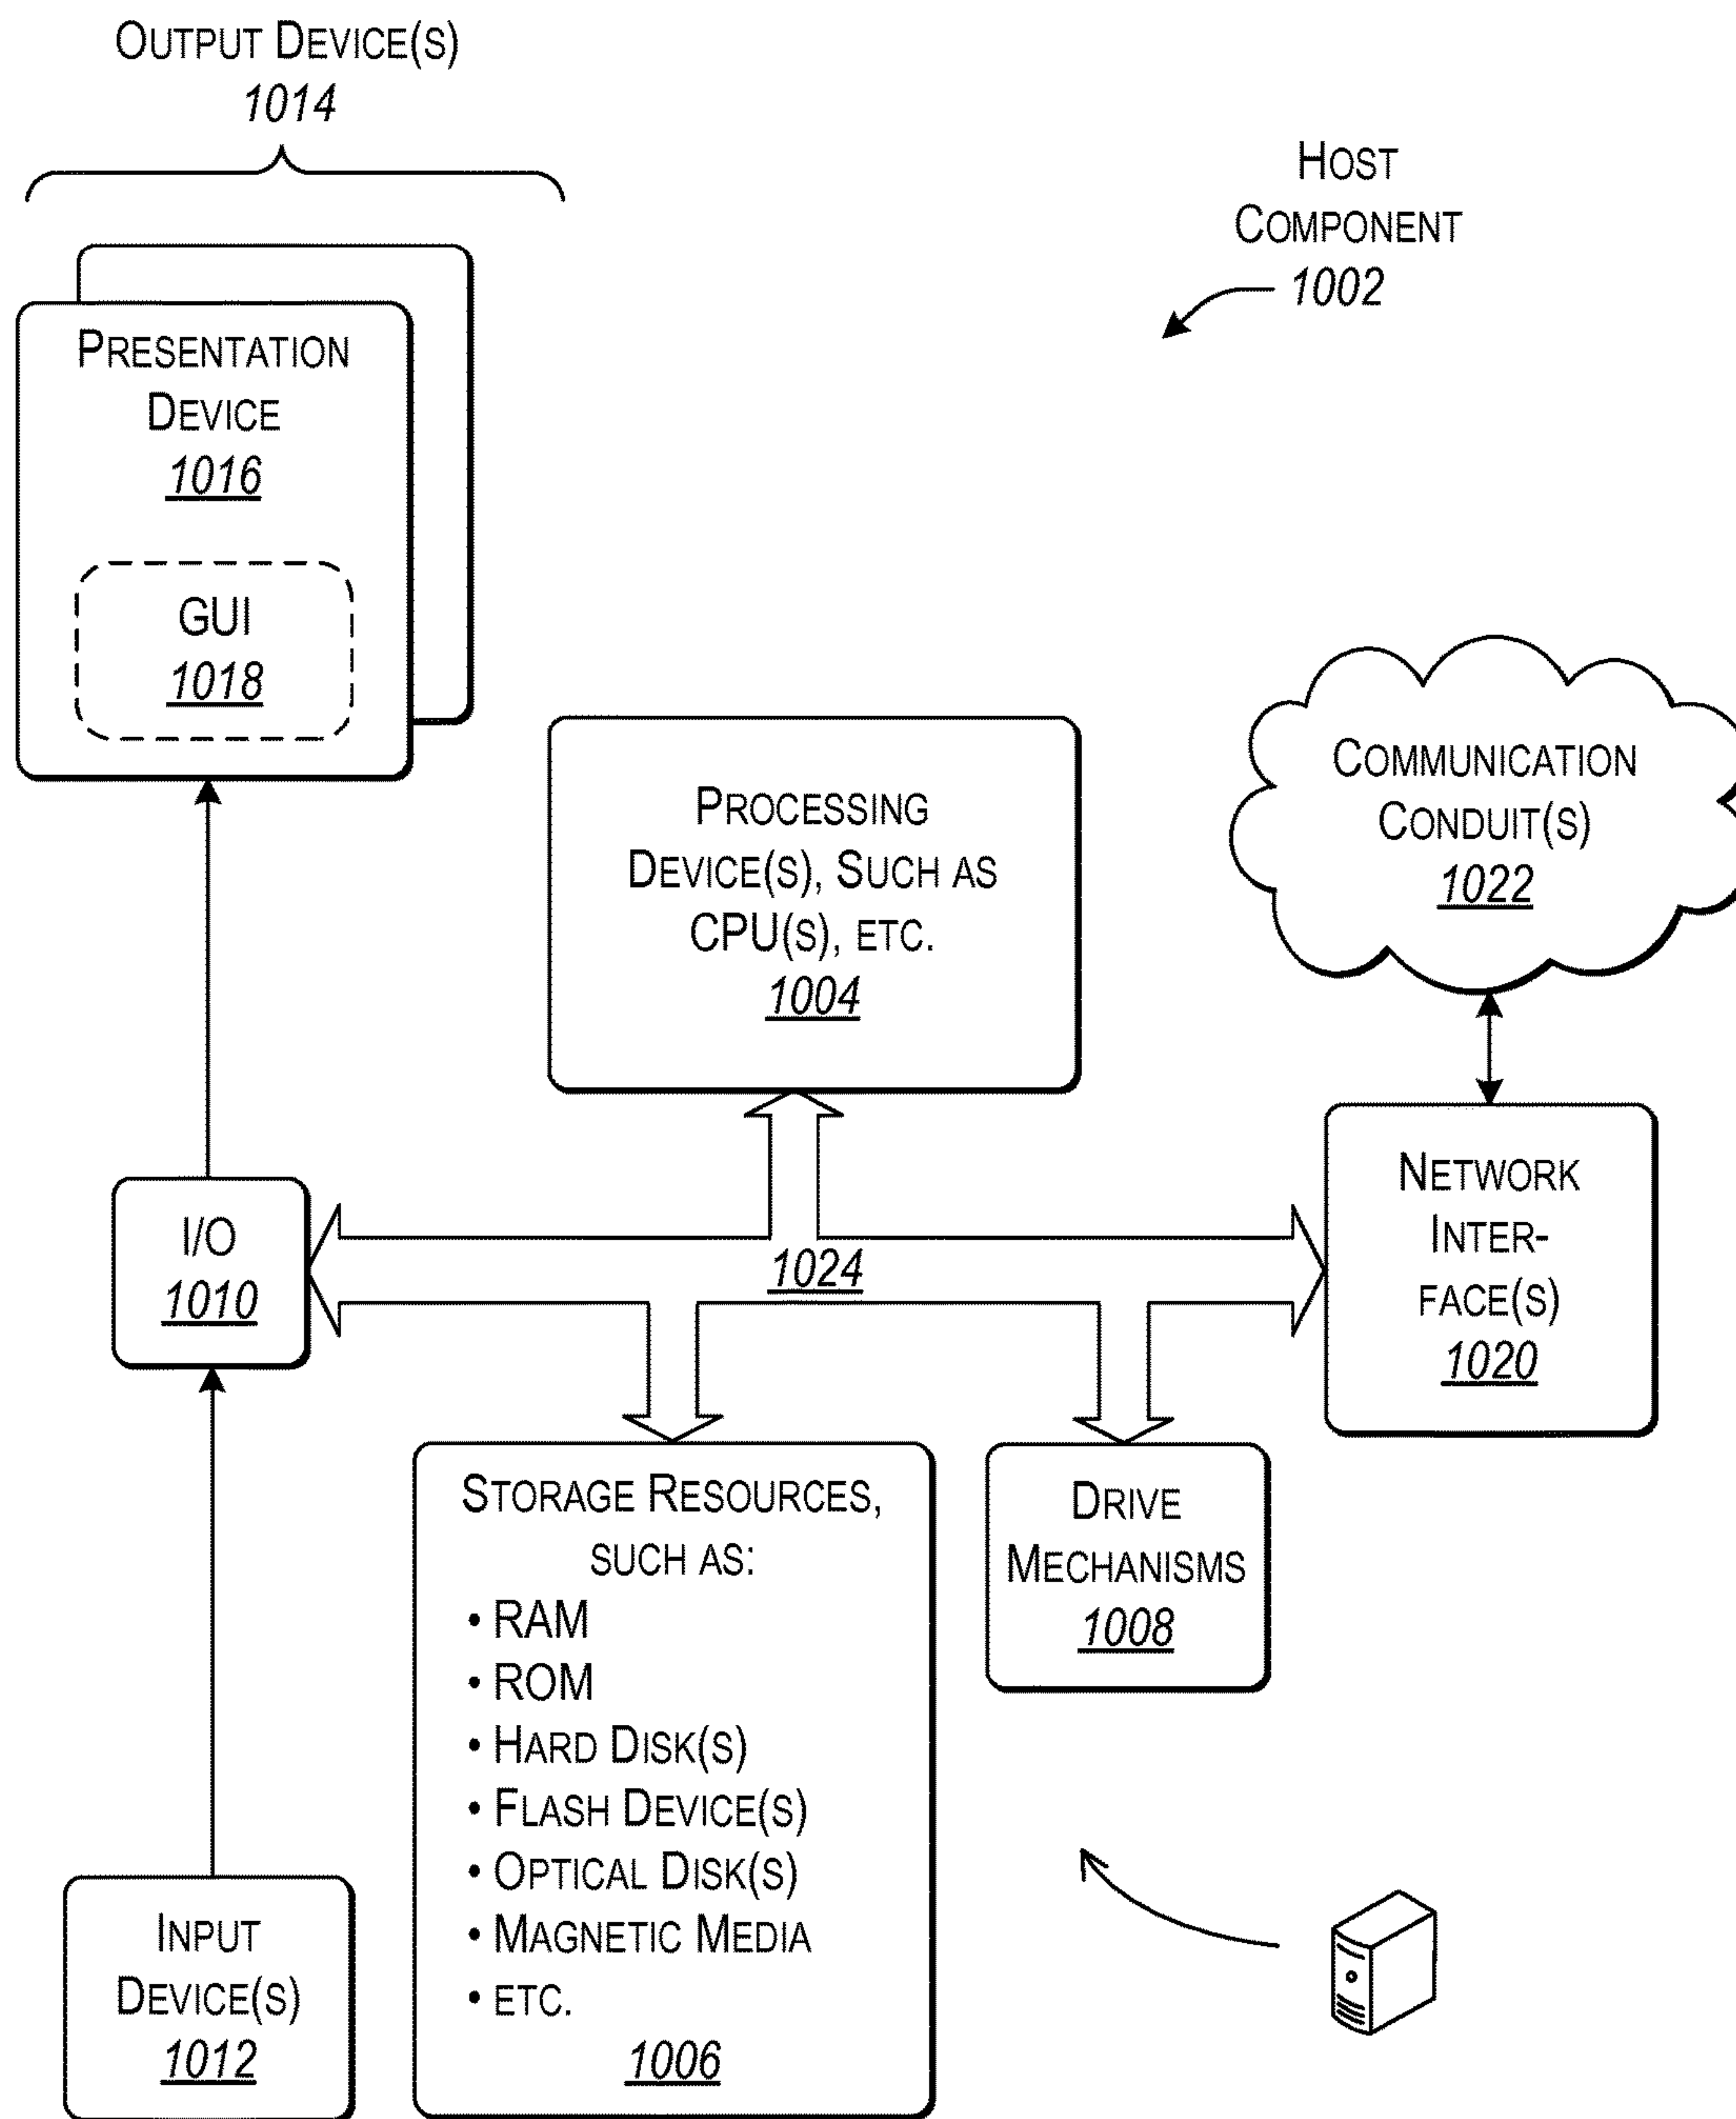 OUTPUT DEVICE(S)
1014
HOST
COMPONENT
1002
PRESENTATION
DEVICE
1016
GUI
1018
PROCESSING
DEVICE(S), SUCH AS
CPU(S), ETC.
1004
COMMUNICATION
CONDUIT(S)
1022
I/O
1010
1024
NETWORK
INTER-
FACE(S)
1020
STORAGE RESOURCES,
SUCH AS:
• RAM
• ROM
• HARD DISK(S)
• FLASH DEVICE(S)
• OPTICAL DISK(S)
• MAGNETIC MEDIA
• ETC.
1006
DRIVE
MECHANISMS
1008
INPUT
DEVICE(S)
1012